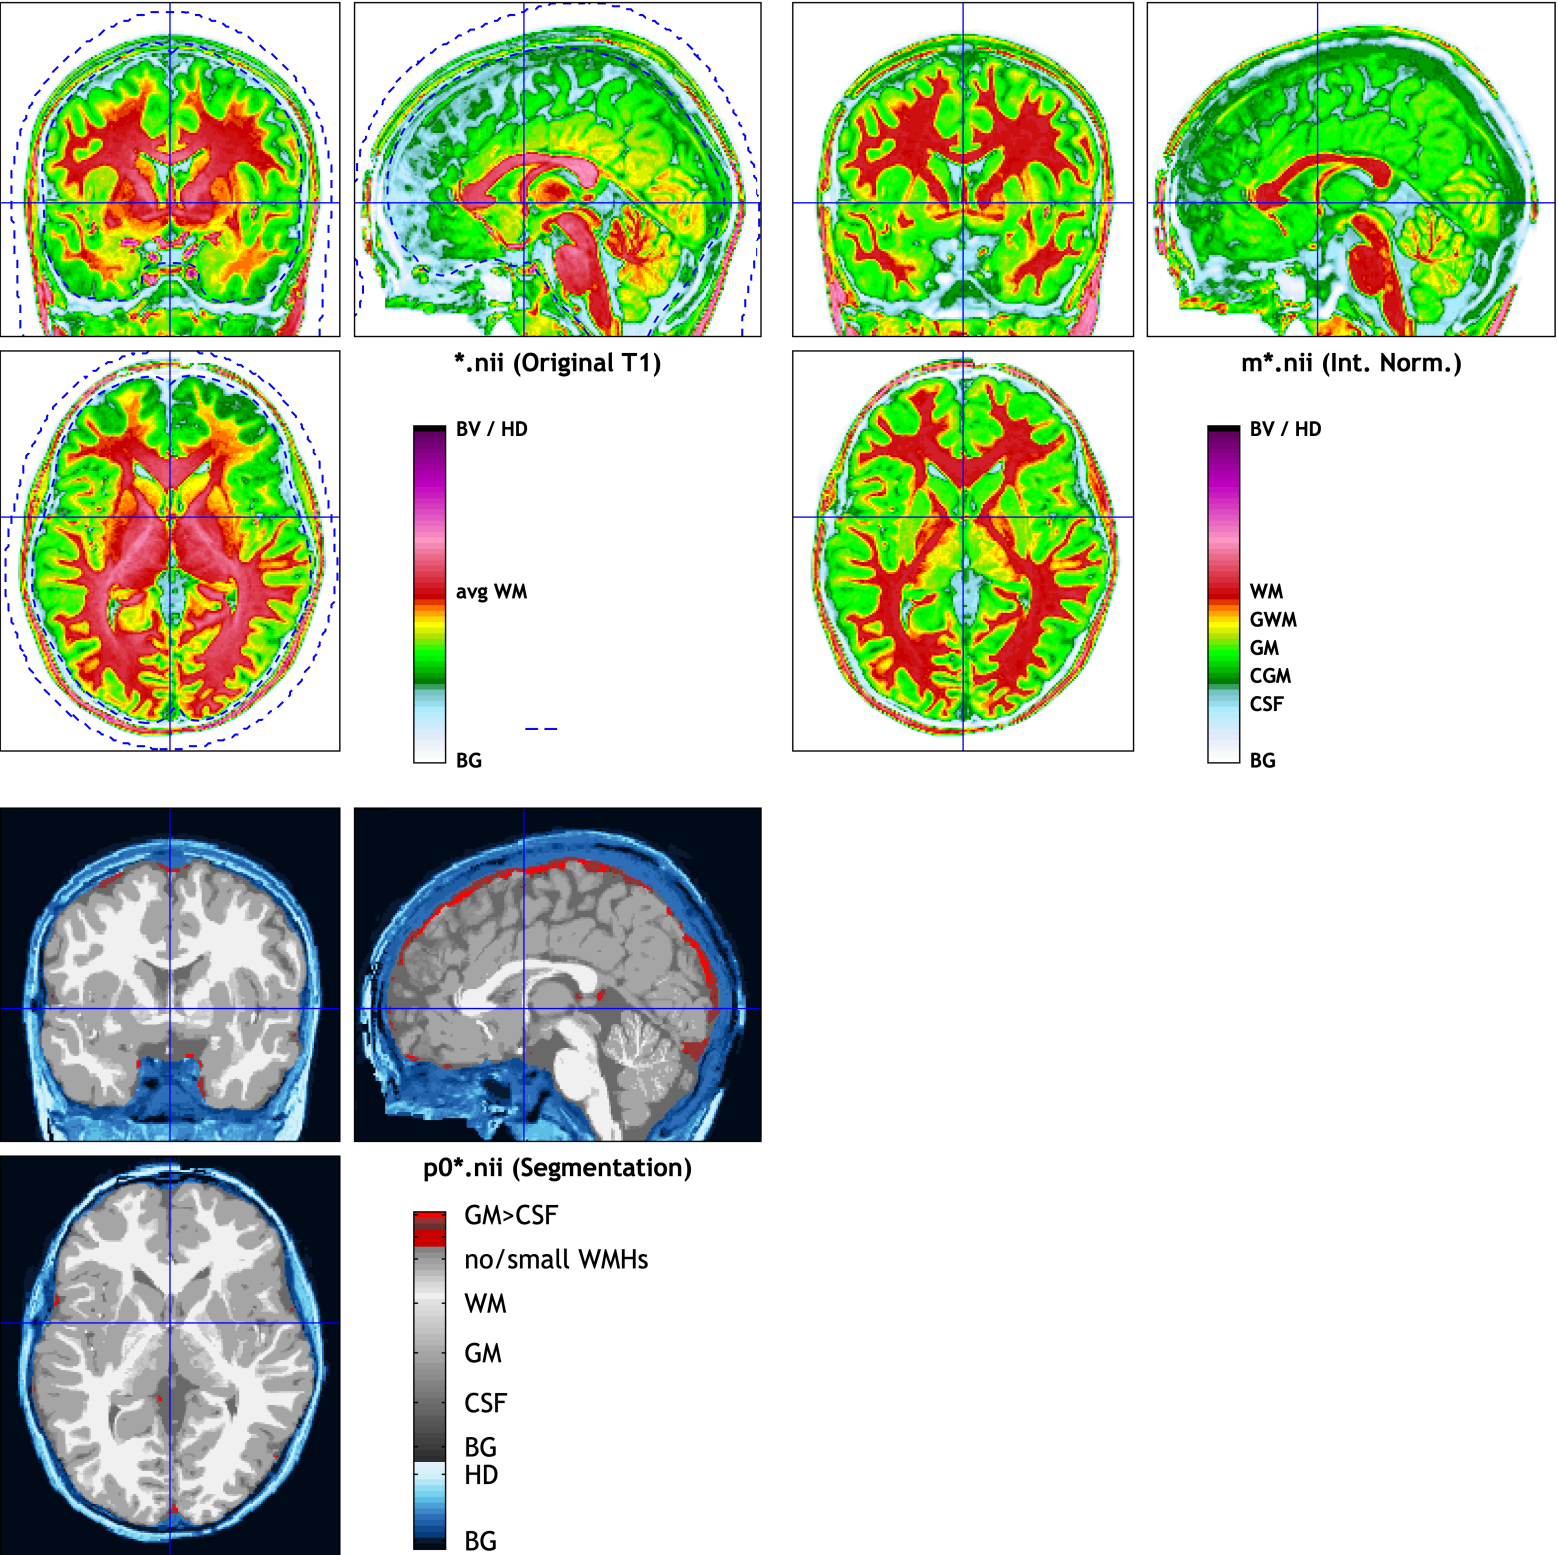 *.nii (Original T1)
BV / HD
avg WM
BG
m*.nii (Int. Norm.)
BV / HD
WM
GWM
GM
CGM
CSF
BG
p0*.nii (Segmentation)
GM>CSF
no/small WMHs
WM
GM
CSF
BG
HD
BG